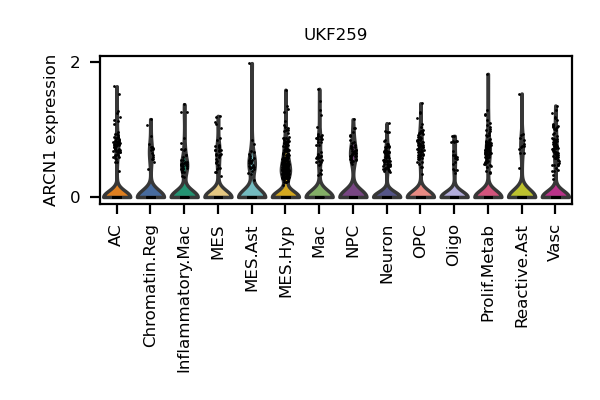 UKF259
ARCN1 expression
2
0
AC
Chromatin.Reg
Inflammatory.Mac
MES
MES.Ast
MES.Hyp
Mac
NPC
Neuron
OPC
Oligo
Prolif.Metab
Reactive.Ast
Vasc